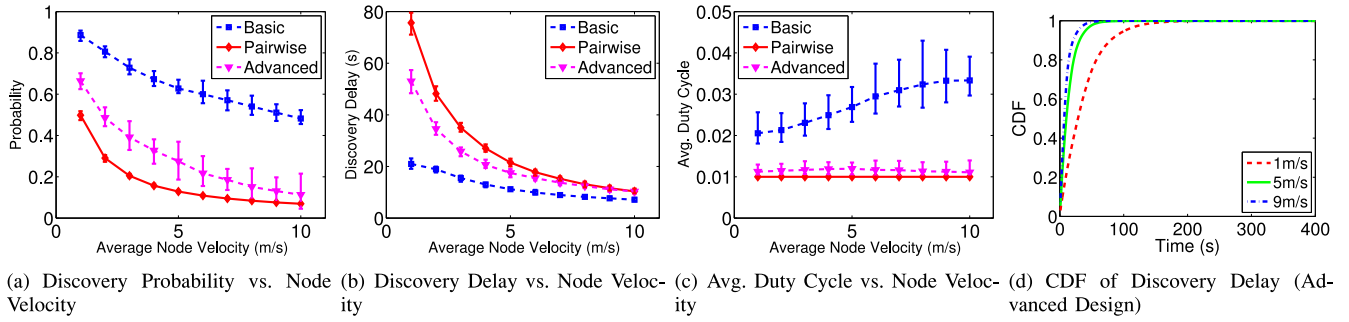 1
0.8
0.6
0.4
0.2
0
Probability
0
5
10
Average Node Velocity (m/s)
Basic
Pairwise
Advanced
80
60
40
20
0
Discovery Delay (s)
0
5
10
Average Node Velocity (m/s)
Basic
Pairwise
Advanced
0.05
0.04
0.03
0.02
0.01
0
Avg. Duty Cycle
0
5
10
Average Node Velocity (m/s)
Basic
Pairwise
Advanced
1
0.8
0.6
0.4
0.2
0
CDF
0
100
200
300
400
Time (s)
1m/s
5m/s
9m/s
(a) Discovery Probability vs. Node
Velocity
(b) Discovery Delay vs. Node Veloc-
ity
(c) Avg. Duty Cycle vs. Node Veloc-
ity
(d) CDF of Discovery Delay (Ad-
vanced Design)